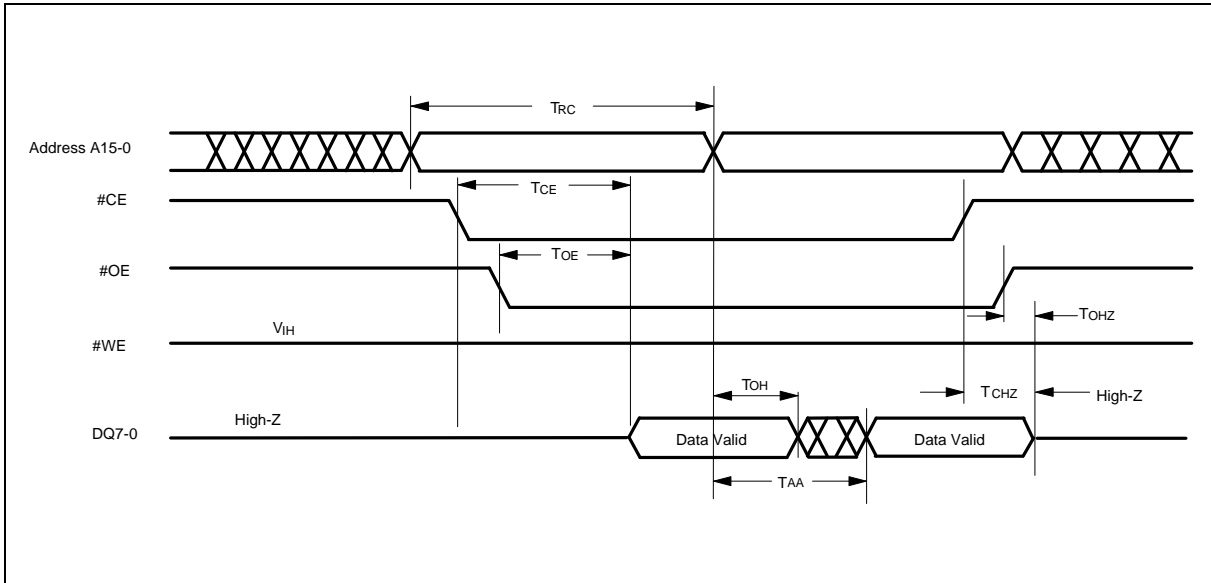 TRC
Address A15-0
TCE
#CE
TOE
#OE
TOHZ
VIH
#WE
TOH
TCHZ
High-Z
High-Z
DQ7-0
Data Valid
Data Valid
TAA